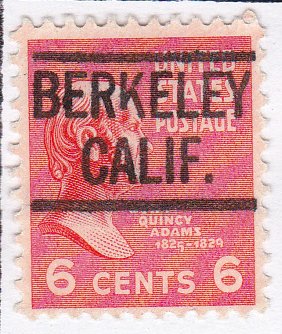 UNITED
STATES
POSTAGE
BERKELEY
CALIF.
QUINCY
ADAMS
1825-1829
6 CENTS 6